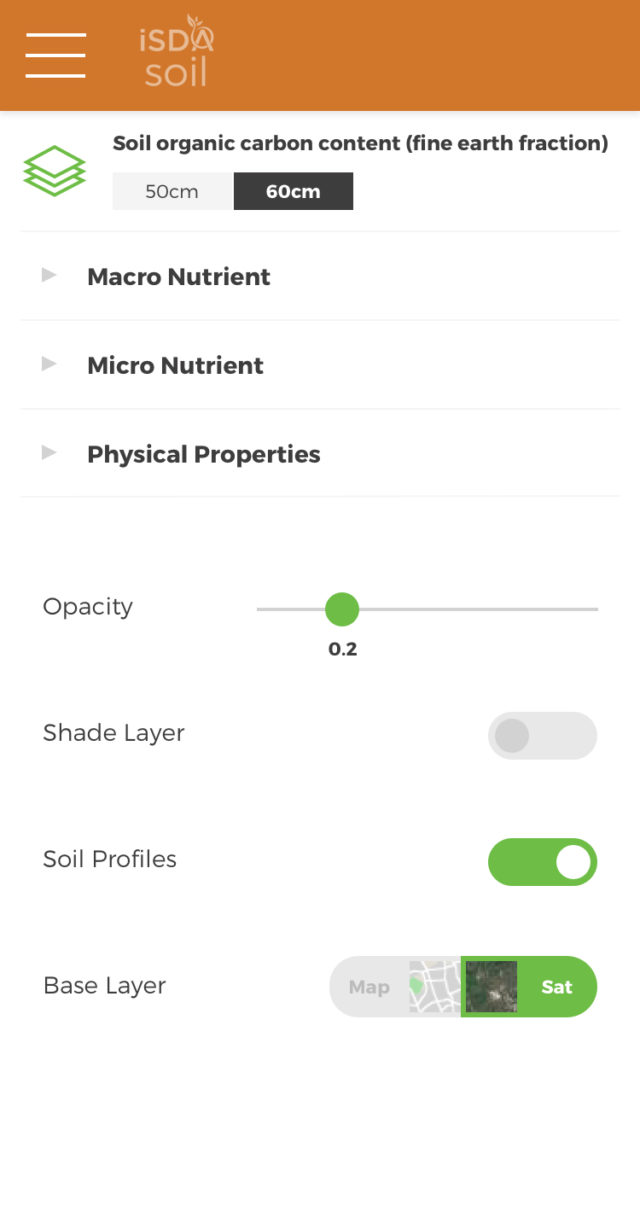 iSDA
soil
Soil organic carbon content (fine earth fraction)
50cm 60cm
Macro Nutrient
Micro Nutrient
Physical Properties
Opacity
0.2
Shade Layer
Soil Profiles
Base Layer Map Sat